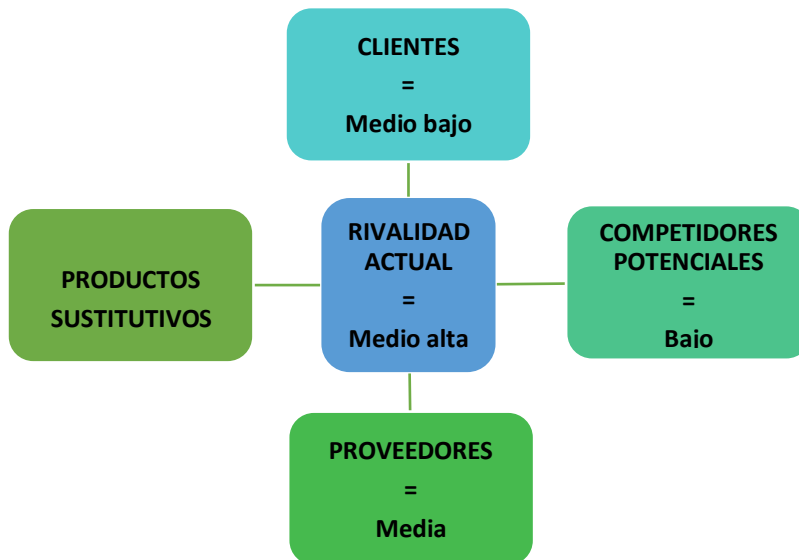 CLIENTES
=
Medio bajo
PRODUCTOS
SUSTITUTIVOS
RIVALIDAD
ACTUAL
=
Medio alta
COMPETIDORES
POTENCIALES
=
Bajo
PROVEEDORES
=
Media